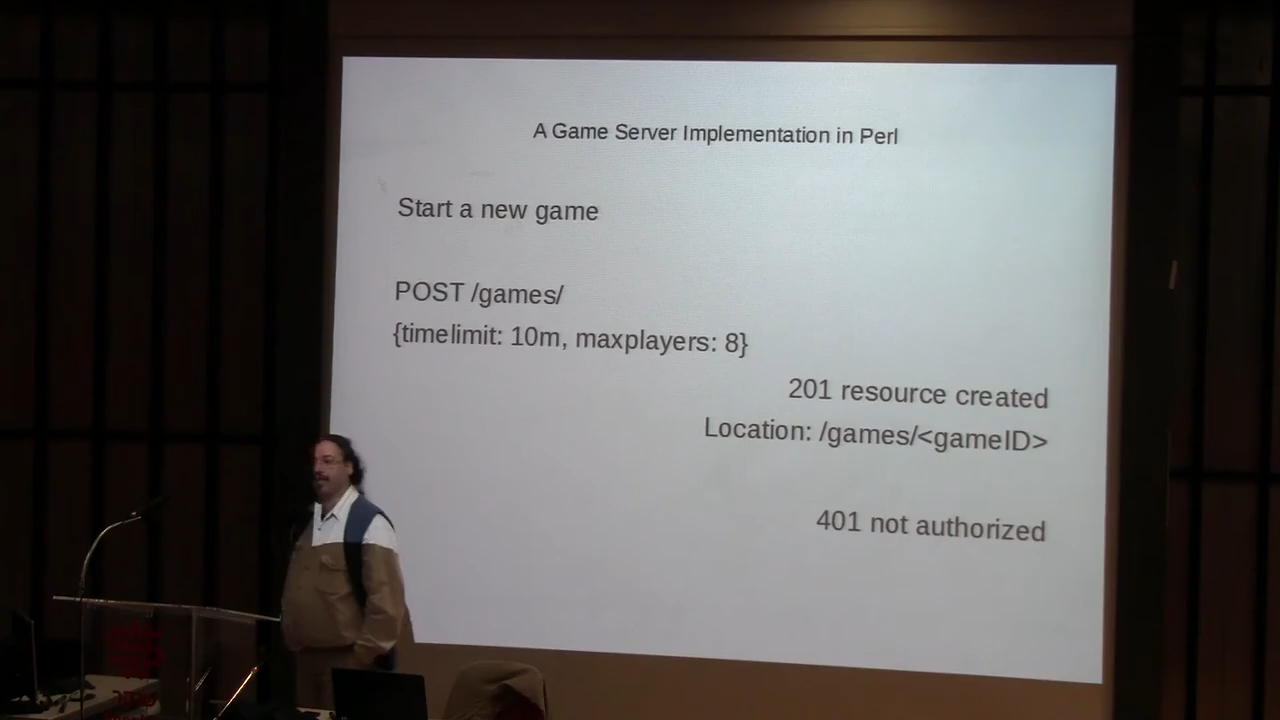 A Game Server Implementation in Perl
Start a new game
POST /games/
{timelimit: 10m, maxplayers: 8}
201 resource created
Location: /games/<gameID>
401 not authorized